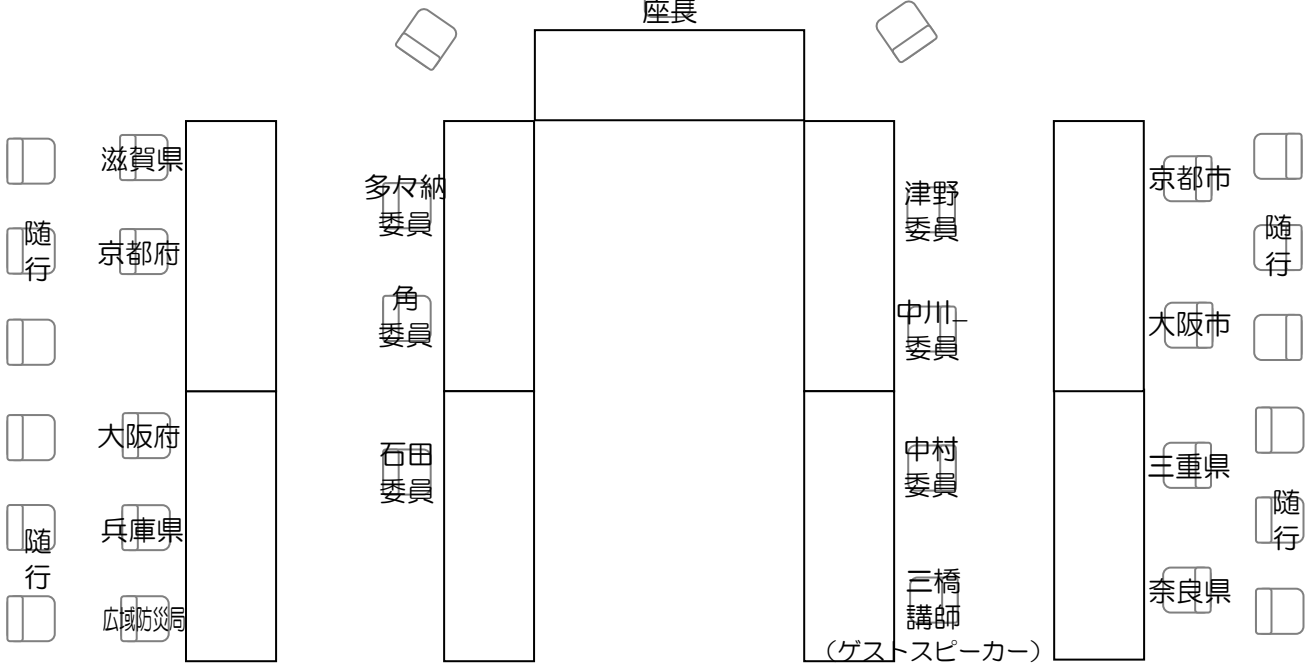 座長
滋賀県
京都府
大阪府
兵庫県
広域防災局
随
行
随
行
多々納
委員
角
委員
石田
委員
津野
委員
中川_
委員
中村
委員
三橋
講師
（ゲストスピーカー）
京都市
大阪市
三重県
奈良県
随
行
随
行